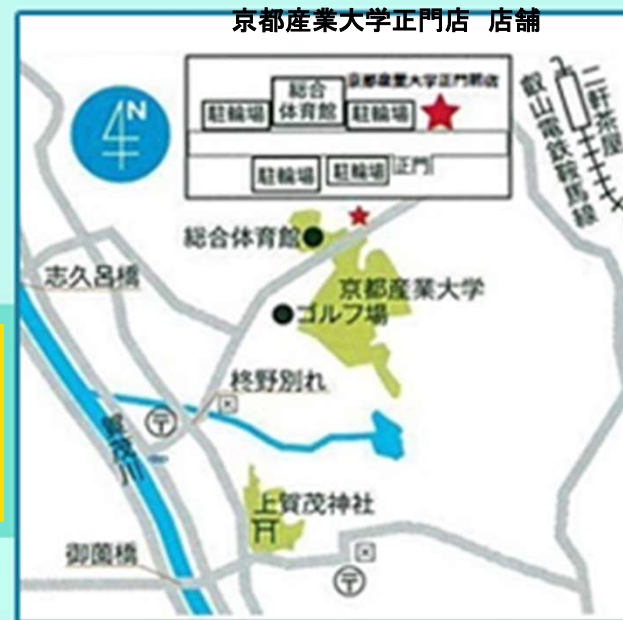 京都産業大学正門店 店舗
京都産業大学正門前店
総合
体育館
駐輪場
駐輪場
駐輪場
駐輪場
正門
N
二軒茶屋
叡山電鉄鞍馬線
総合体育館
志久呂橋
京都産業大学
ゴルフ場
柊野別れ
賀茂川
上賀茂神社
御薗橋